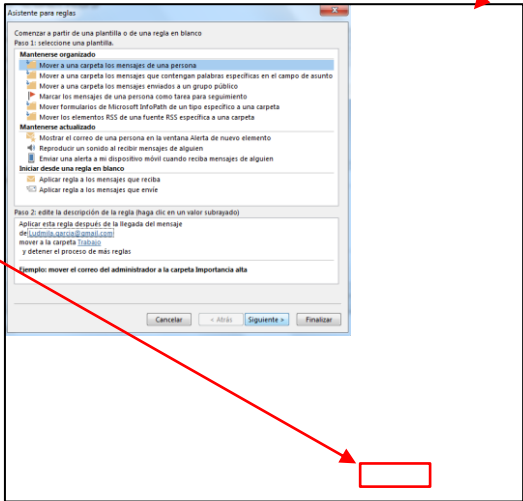 Asistente para reglas
Comenzar a partir de una plantilla o de una regla en blanco
Paso 1: seleccione una plantilla.
Mantenerse organizado
Mover a una carpeta los mensajes de una persona
Mover a una carpeta los mensajes que contengan palabras específicas en el campo de asunto
Mover a una carpeta los mensajes enviados a un grupo público
Marcar los mensajes de una persona como tarea para seguimiento
Mover formularios de Microsoft InfoPath de un tipo específico a una carpeta
Mover los elementos RSS de una fuente RSS específica a una carpeta
Mantenerse actualizado
Mostrar el correo de una persona en la ventana Alerta de nuevo elemento
Reproducir un sonido al recibir mensajes de alguien
Enviar una alerta a mi dispositivo móvil cuando reciba mensajes de alguien
Iniciar desde una regla en blanco
Aplicar regla a los mensajes que reciba
Aplicar regla a los mensajes que envíe
Paso 2: edite la descripción de la regla (haga clic en un valor subrayado)
Aplicar esta regla después de la llegada del mensaje
de Ludmila.garcia@gmail.com
mover a la carpeta Trabajo
y detener el proceso de más reglas
Ejemplo: mover el correo del administrador a la carpeta Importancia alta
Cancelar < Atrás Siguiente > Finalizar